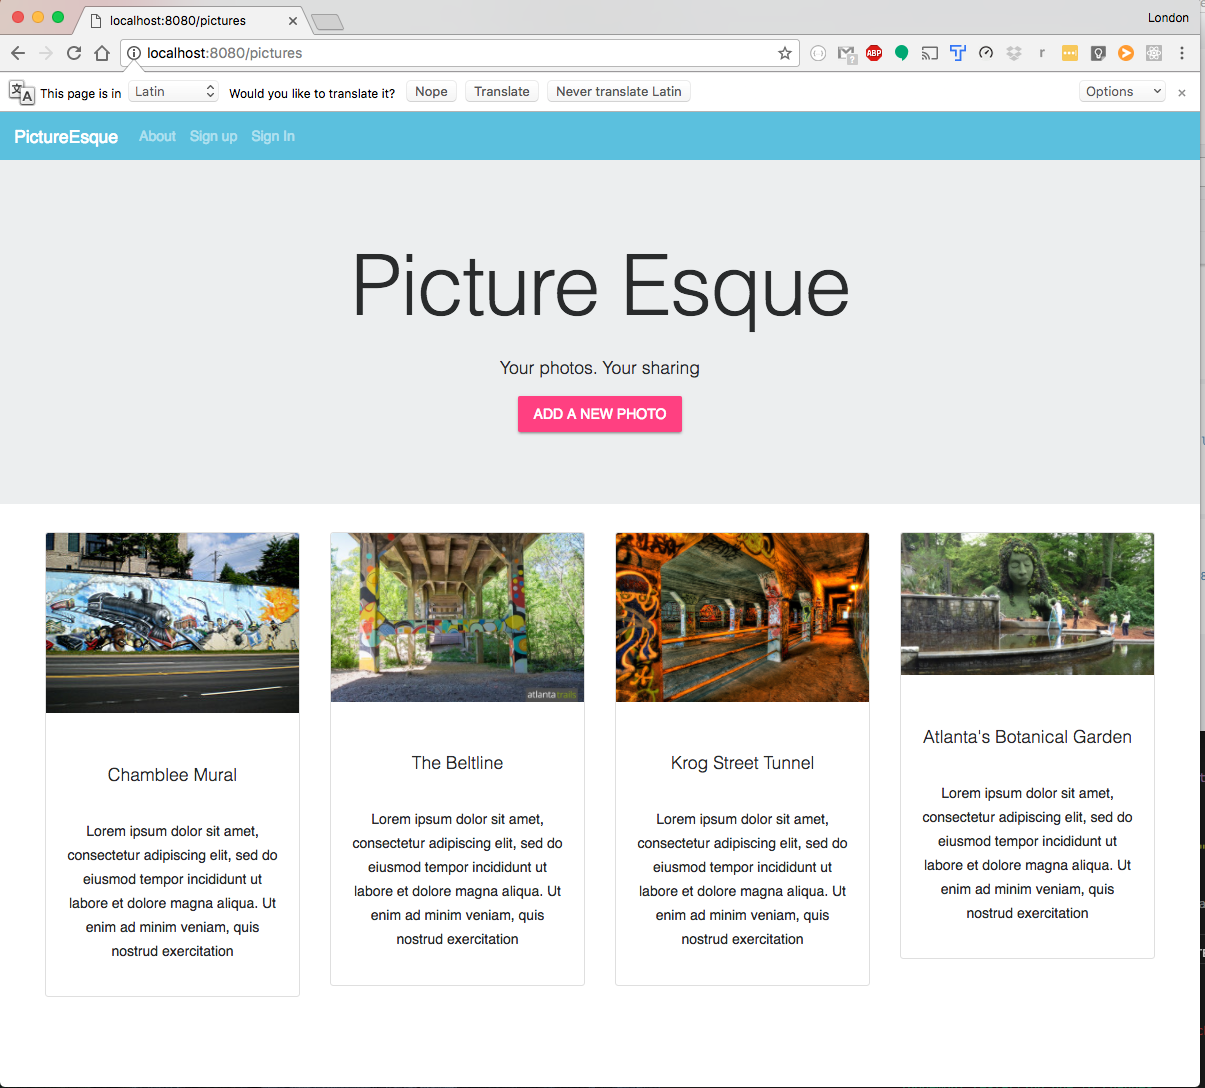 localhost:8080/pictures
London
localhost:8080/pictures
ABP
r
This page is in Latin Would you like to translate it? Nope Translate Never translate Latin Options
PictureEsque About Sign up Sign In
Picture Esque
Your photos. Your sharing
ADD A NEW PHOTO
atlantatrails
Chamblee Mural
Lorem ipsum dolor sit amet,
consectetur adipiscing elit, sed do
eiusmod tempor incididunt ut
labore et dolore magna aliqua. Ut
enim ad minim veniam, quis
nostrud exercitation
The Beltline
Lorem ipsum dolor sit amet,
consectetur adipiscing elit, sed do
eiusmod tempor incididunt ut
labore et dolore magna aliqua. Ut
enim ad minim veniam, quis
nostrud exercitation
Krog Street Tunnel
Lorem ipsum dolor sit amet,
consectetur adipiscing elit, sed do
eiusmod tempor incididunt ut
labore et dolore magna aliqua. Ut
enim ad minim veniam, quis
nostrud exercitation
Atlanta's Botanical Garden
Lorem ipsum dolor sit amet,
consectetur adipiscing elit, sed do
eiusmod tempor incididunt ut
labore et dolore magna aliqua. Ut
enim ad minim veniam, quis
nostrud exercitation